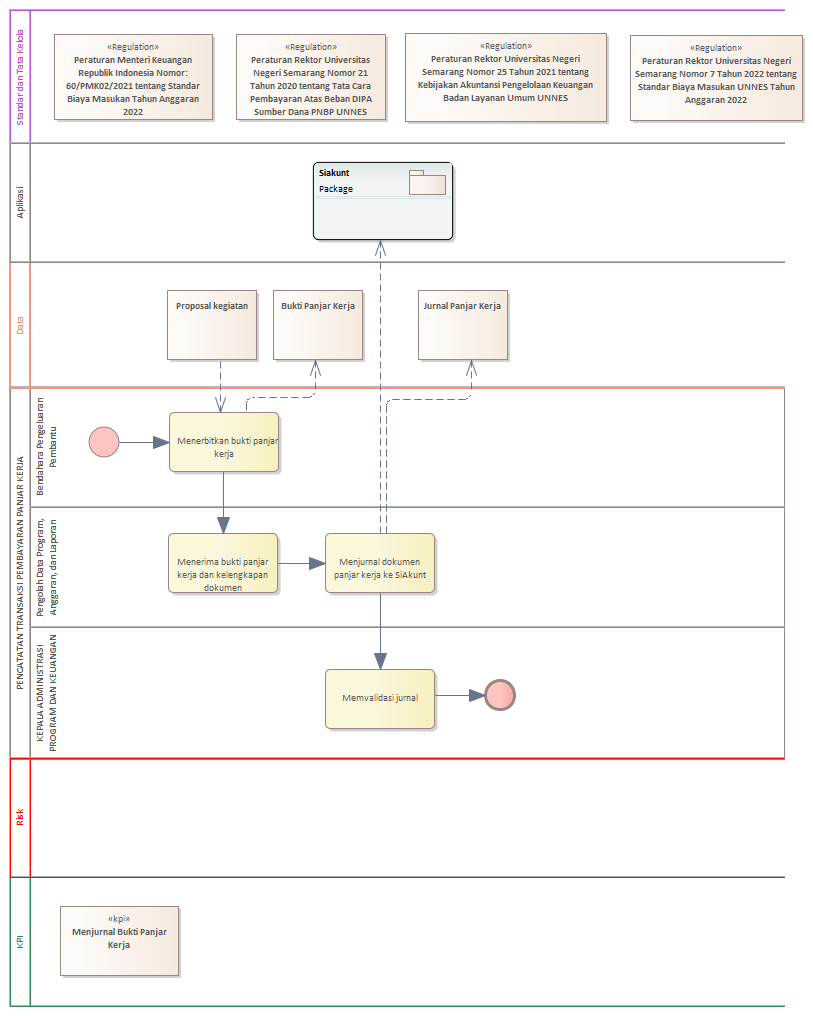 Standar dan Tata Kelola
«Regulation»
Peraturan Menteri Keuangan
Republik Indonesia Nomor:
60/PMK02/2021 tentang Standar
Biaya Masukan Tahun Anggaran
2022
«Regulation»
Peraturan Rektor Universitas
Negeri Semarang Nomor 21
Tahun 2020 tentang Tata Cara
Pembayaran Atas Beban DIPA
Sumber Dana PNBP UNNES
«Regulation»
Peraturan Rektor Universitas Negeri
Semarang Nomor 25 Tahun 2021 tentang
Kebijakan Akuntansi Pengelolaan Keuangan
Badan Layanan Umum UNNES
«Regulation»
Peraturan Rektor Universitas Negeri
Semarang Nomor 7 Tahun 2022 tentang
Standar Biaya Masukan UNNES Tahun
Anggaran 2022
Aplikasi
Siakunt
Package
Data
Proposal kegiatan
Bukti Panjar Kerja
Jurnal Panjar Kerja
PENCATATAN TRANSAKSI PEMBAYARAN PANJAR KERJA
Bendahara Pengeluaran
Pembantu
Menerbitkan bukti panjar
kerja
Pengolah Data Program,
Anggaran, dan Laporan
Menerima bukti panjar
kerja dan kelengkapan
dokumen
Menjurnal dokumen
panjar kerja ke SiAkunt
KEPALA ADMINISTRASI
PROGRAM DAN KEUANGAN
Memvalidasi jurnal
Risk
KPI
«kpi»
Menjurnal Bukti Panjar
Kerja